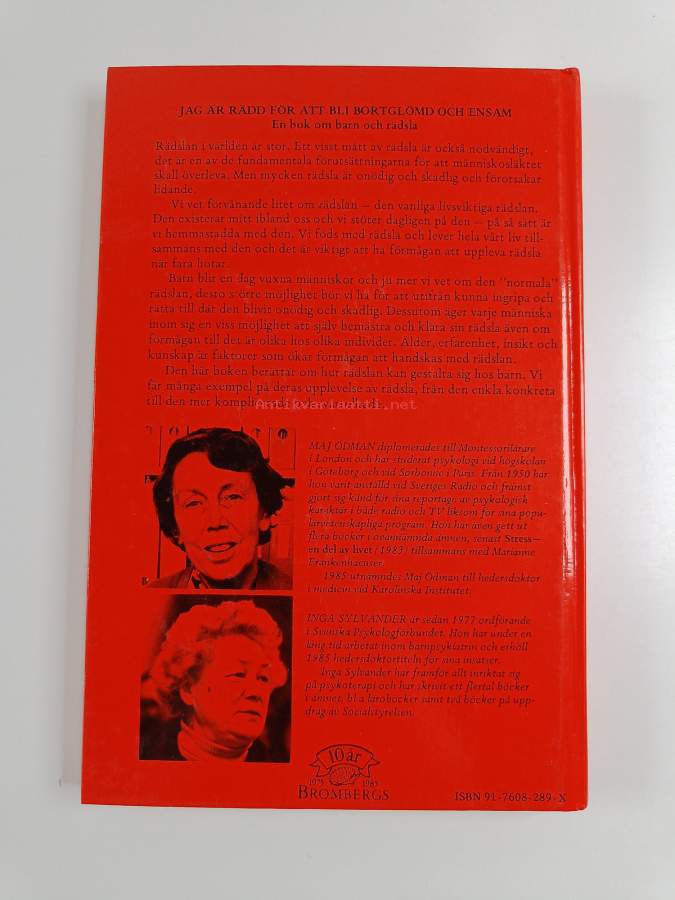 JAG ÄR RÄDD FÖR ATT BLI BORTGLÖMD OCH ENSAM
En bok om barn och rädsla
Rädslan i världen är stor. Ett visst mått av rädsla är också nödvändigt,
det är en av de fundamentala förutsättningarna för att människosläktet
skall överleva. Men mycken rädsla är onödig och skadlig och förorsakar
lidande.
Vi vet förvånande litet om rädslan — den vanliga livsviktiga rädslan.
Den existerar mitt ibland oss och vi stöter dagligen på den — på så sätt är
vi hemmastadda med den. Vi föds med rädsla och lever hela vårt liv till-
sammans med den och det är viktigt att ha förmågan att uppleva rädsla
när fara hotar.
Barn blir en dag vuxna människor och ju mer vi vet om den "normala"
rädslan, desto större möjlighet bör vi ha för att utifrån kunna ingripa och
rätta till där den blivit onödig och skadlig. Dessutom äger varje människa
inom sig en viss möjlighet att själv bemästra och klara sin rädsla även om
förmågan till det är olika hos olika individer. Ålder, erfarenhet, insikt och
kunskap är faktorer som ökar förmågan att handskas med rädslan.
Den här boken berättar om hur rädslan kan gestalta sig hos barn. Vi
får många exempel på deras upplevelse av rädsla, från den enkla konkreta
till den mer
Antikvariaatti.net
MAJ ÖDMAN diplomerades till Montessorilärare
i London och har studerat psykologi vid högskolan
i Göteborg och vid Sorbonne i Paris. Från 1950 har
hon varit anställd vid Sveriges Radio och främst
gjort sig känd för sina reportage av psykologisk
karaktär i både radio och TV liksom för sina popu-
lärvetenskapliga program. Hon har även gett ut
flera böcker i ovannämnda ämnen, senast Stress—
en del av livet (1983) tillsammans med Marianne
Frankenhaeuser.
1985 utnämndes Maj Ödman till hedersdoktor
i medicin vid Karolinska Institutet.
INGA SYLVANDER är sedan 1977 ordförande
i Svenska Psykologförbundet. Hon har under en
lång tid arbetat inom barnpsykiatrin och erhöll
1985 hedersdoktortiteln för sina insatser.
Inga Sylvander har framför allt inriktat sig
på psykoterapi och har skrivit ett flertal böcker
i ämnet, bl a läroböcker samt två böcker på upp-
drag av Socialstyrelsen.
10 år
1975 1985
BROMBERGS
ISBN 91-7608-289-X